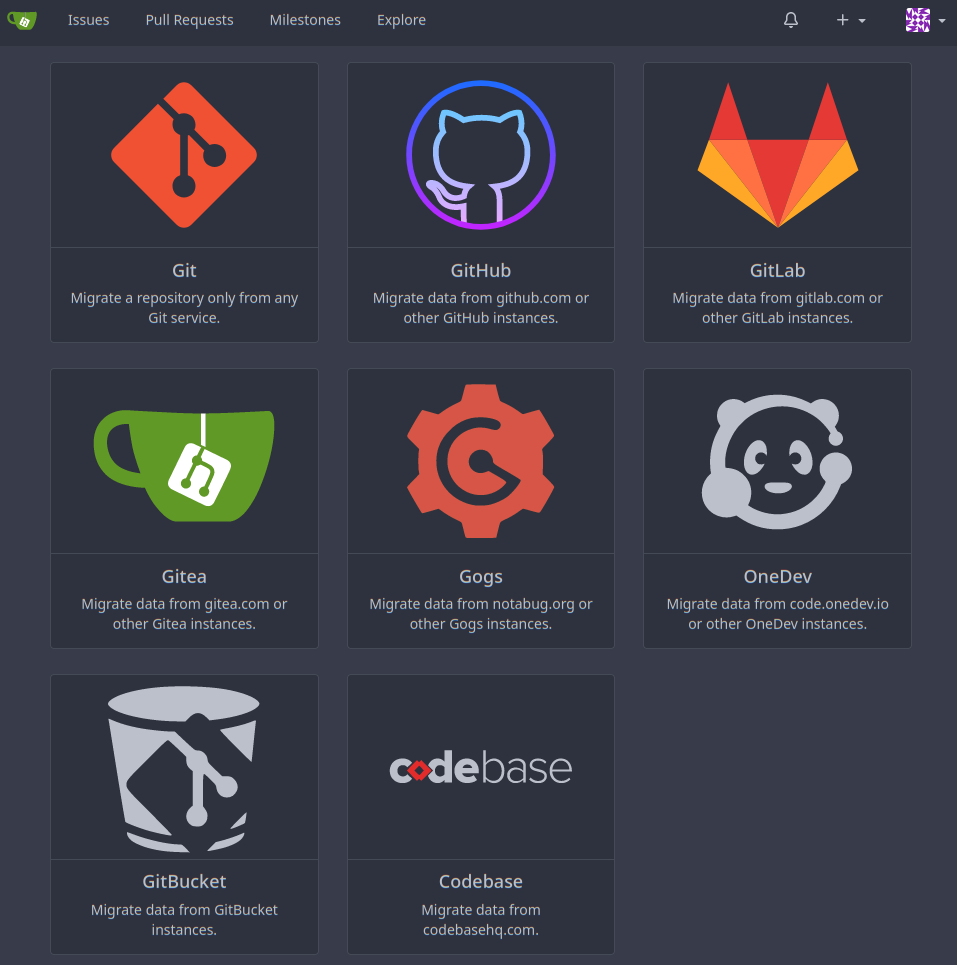 Issues Pull Requests Milestones Explore
Git
Migrate a repository only from any
Git service.
GitHub
Migrate data from github.com or
other GitHub instances.
GitLab
Migrate data from gitlab.com or
other GitLab instances.
Gitea
Migrate data from gitea.com or
other Gitea instances.
Gogs
Migrate data from notabug.org or
other Gogs instances.
OneDev
Migrate data from code.onedev.io
or other OneDev instances.
GitBucket
Migrate data from GitBucket
instances.
codebase
Codebase
Migrate data from
codebasehq.com.